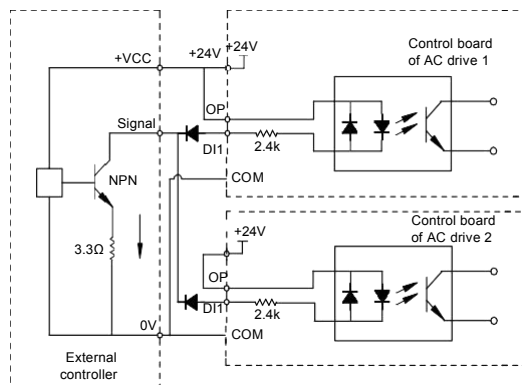 +VCC
+24V
+24V
Control board
of AC drive 1
OP
Signal
DI1
2.4k
NPN
COM
3.3Ω
+24V
Control board
of AC drive 2
OP
DI1
2.4k
0V
COM
External
controller